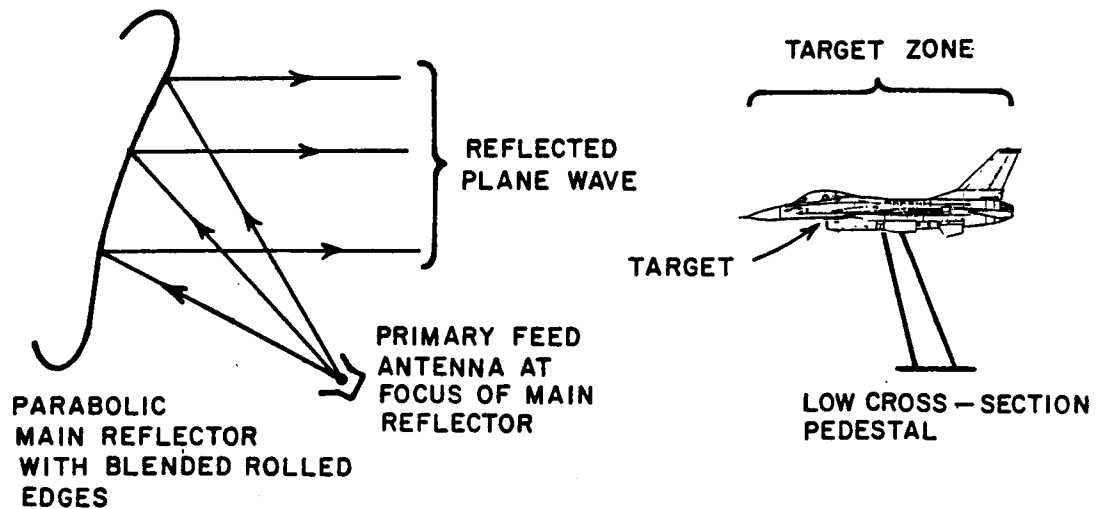 TARGET ZONE
REFLECTED
PLANE WAVE
TARGET
PRIMARY FEED
ANTENNA AT
FOCUS OF MAIN
REFLECTOR
PARABOLIC
MAIN REFLECTOR
WITH BLENDED ROLLED
EDGES
LOW CROSS-SECTION
PEDESTAL